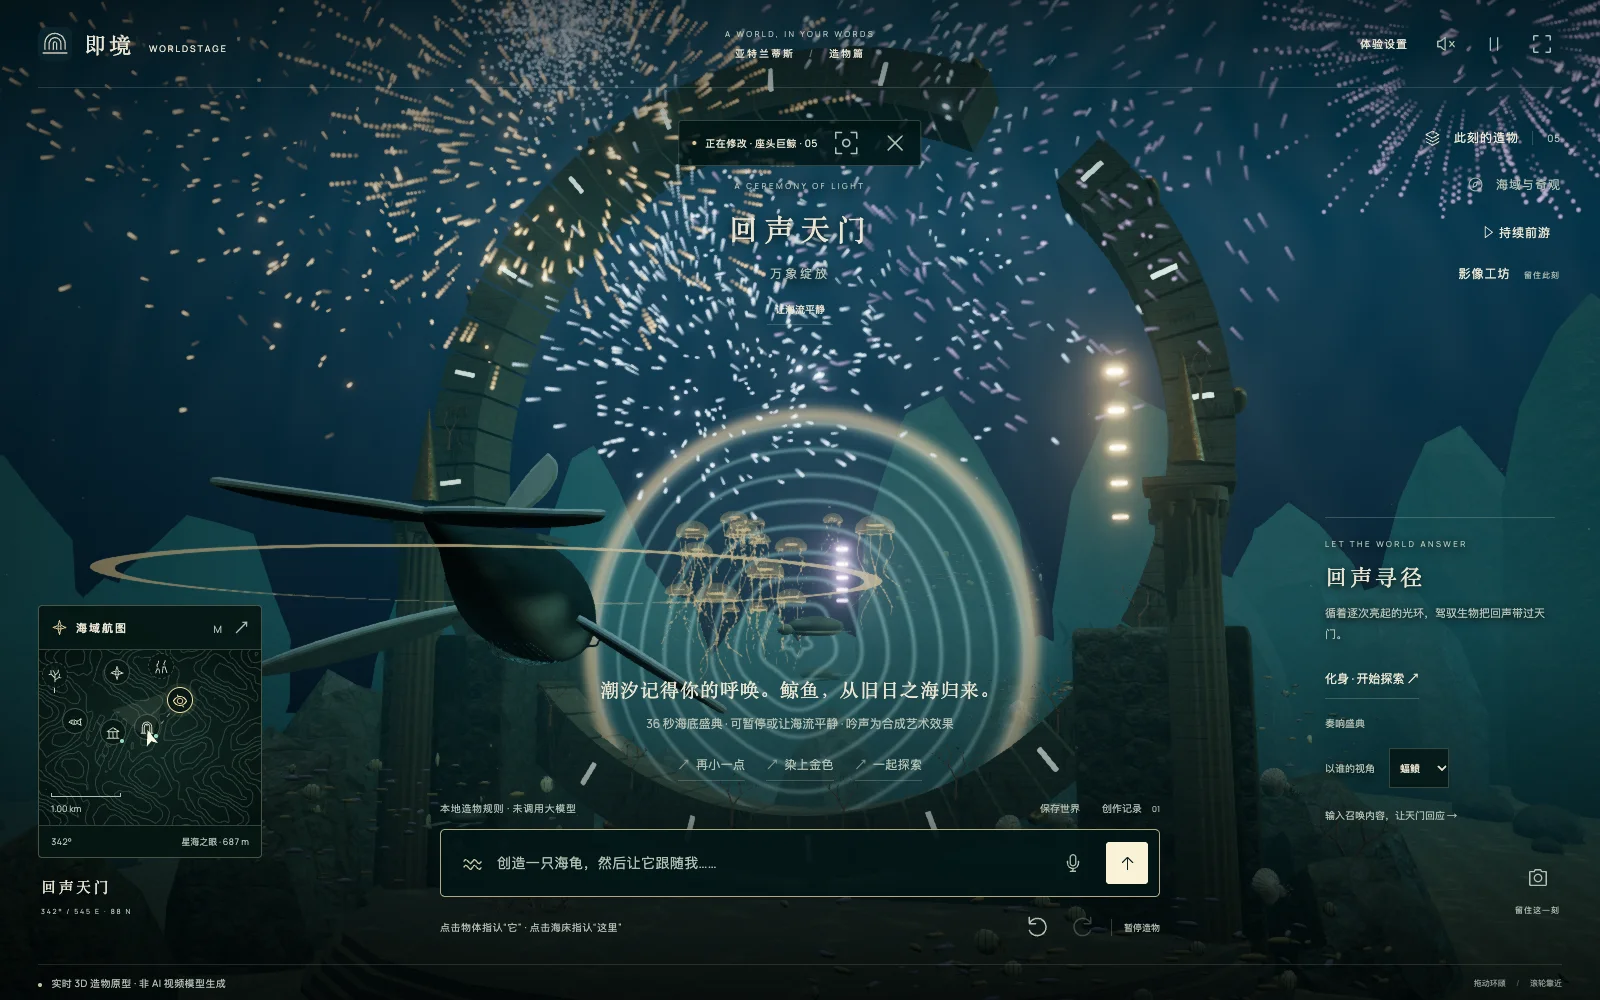 即境 WORLDSTAGE
A WORLD, IN YOUR WORDS
亚特兰蒂斯 / 造物篇
体验设置
正在修改 · 座头巨鲸 · 05
此刻的造物 05
海域与奇观
持续前游
影像工坊 留住此刻
A CEREMONY OF LIGHT
回声天门
万象绽放
让海流平静
LET THE WORLD ANSWER
回声寻径
循着逐次亮起的光环，驾驭生物把回声带过天
门。
化身 · 开始探索↗
奏响盛典
以谁的视角 蝠鲼
输入召唤内容，让天门回应→
海域航图 M
1.00 km
342° 星海之眼 · 687 m
回声天门
342° / 545 E · 88 N
潮汐记得你的呼唤。鲸鱼，从旧日之海归来。
36 秒海底盛典 · 可暂停或让海流平静 · 吟声为合成艺术效果
↗ 再小一点 ↗ 染上金色 ↗ 一起探索
本地造物规则 · 未调用大模型
保存世界 创作记录 01
创造一只海龟，然后让它跟随我……
点击物体指认“它” · 点击海床指认“这里”
暂停造物
留住这一刻
实时 3D 造物原型 · 非 AI 视频模型生成
拖动环顾 / 滚轮靠近